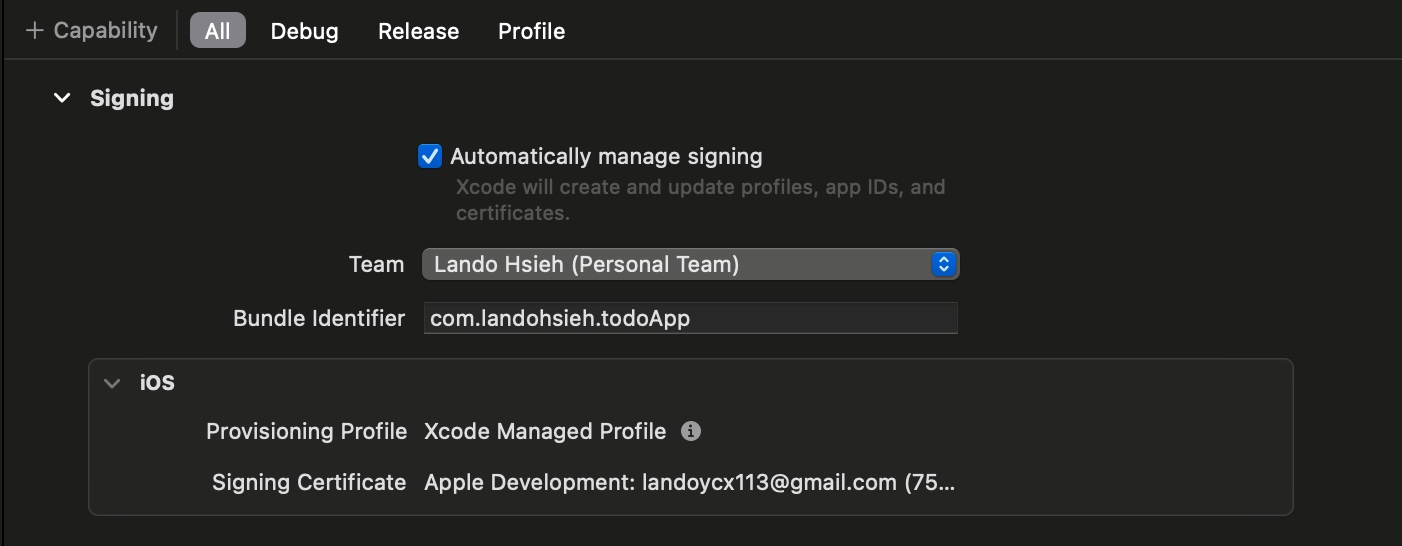 + Capability All Debug Release Profile
Signing
Automatically manage signing
Xcode will create and update profiles, app IDs, and
certificates.
Team Lando Hsieh (Personal Team)
Bundle Identifier com.landohsieh.todoApp
iOS
Provisioning Profile Xcode Managed Profile
Signing Certificate Apple Development: landoycx113@gmail.com (75...